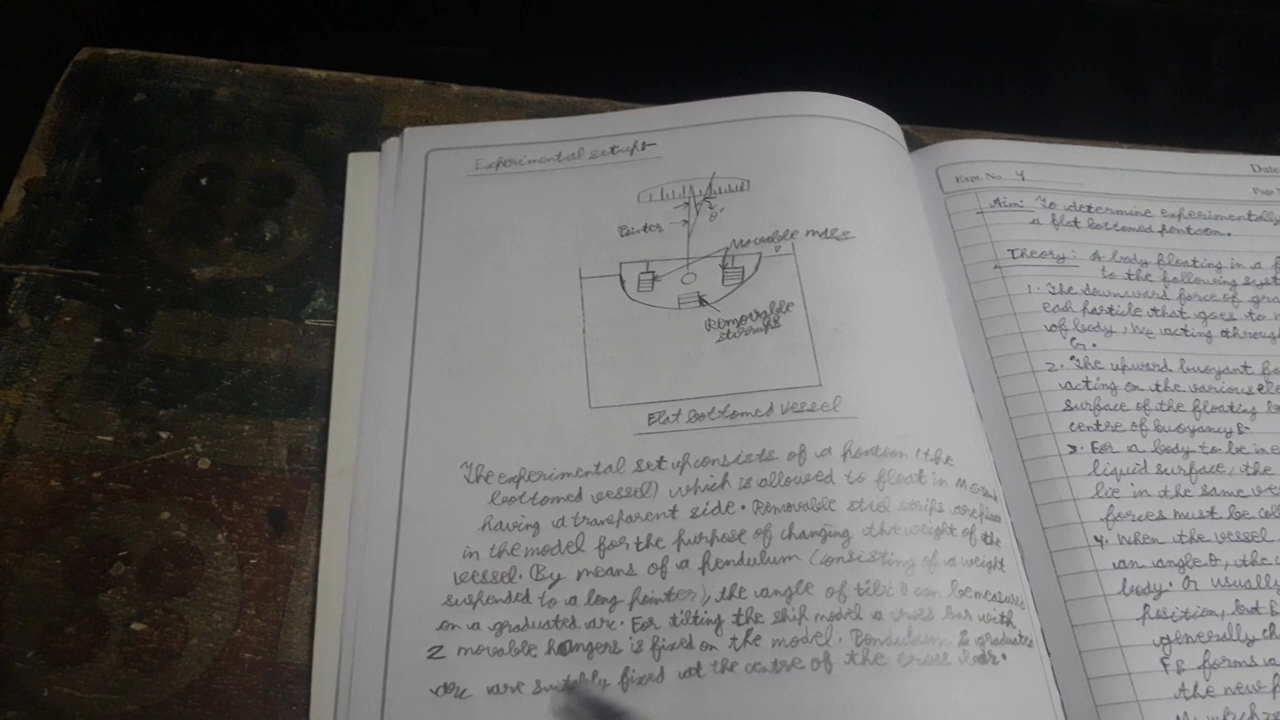 Experimental setup
θ'
Pointer
Movable mass
Removable
strips
Flat bottomed vessel
The experimental set up consists of a pontoon (the
bottomed vessel) which is allowed to float in
having a transparent side. Removable steel strips are
in the model for the purpose of changing the weight of the
vessel. By means of a pendulum (consisting of a weight
suspended to a long pointer), the angle of tilt θ can be measured
on a graduated arc. For tilting the ship model a cross bar with
2 movable hangers is fixed on the model. Pendulum & graduated
arc are suitably fixed at the centre of the cross bar.
Expt. No. 4
Date
Page
Aim: To determine experimentally
a flat bottomed pontoon.
Theory: A body floating in a
to the following
1. The downward force of
each particle that goes to
of body, We acting through
G.
2. The upward buoyant
acting on the various
surface of the floating
centre of buoyancy
3. For a body to be in
liquid surface, the
lie in the same
forces must be
4. When the vessel
an angle θ, the
body. G usually
position, but B
generally
FB forms a
the new